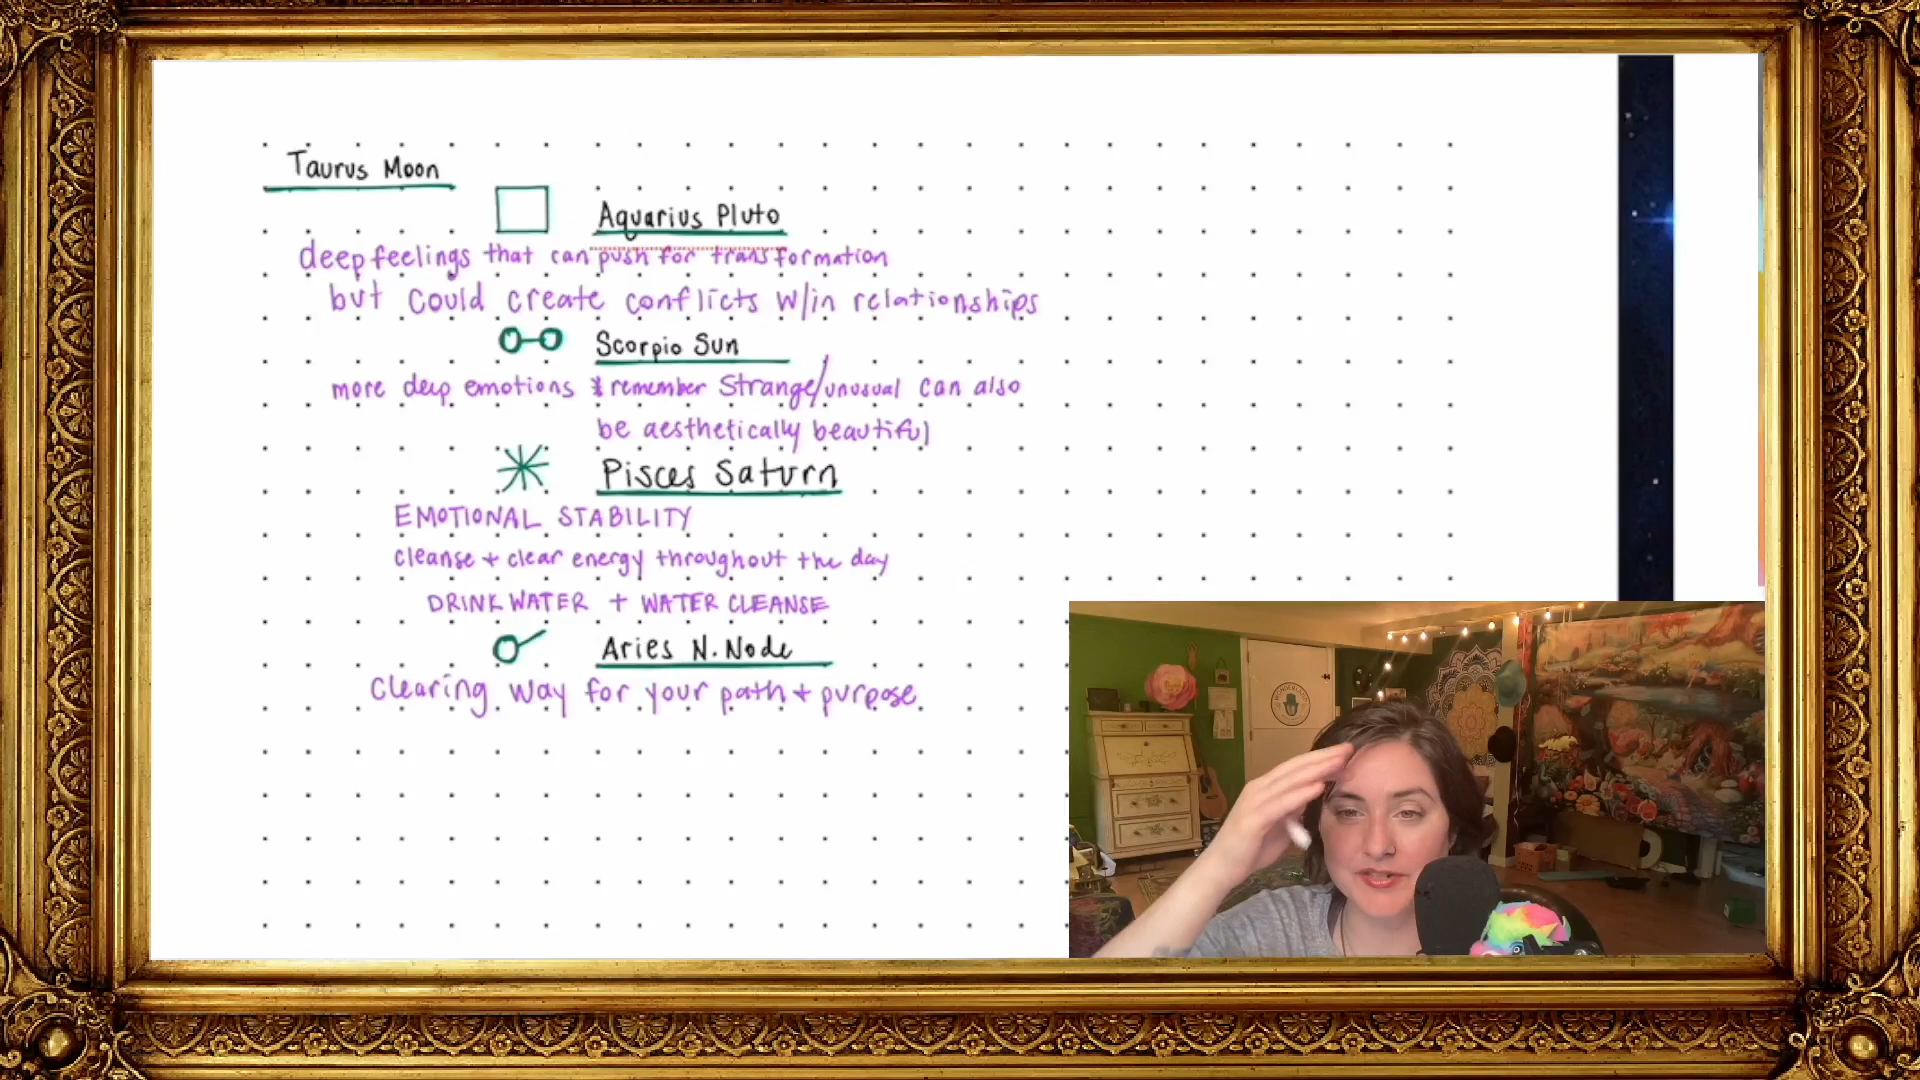 Taurus Moon
Aquarius Pluto
deep feelings that can push for transformation
but could create conflicts w/in relationships
Scorpio Sun
more deep emotions & remember strange/unusual can also
be aesthetically beautiful
Pisces Saturn
EMOTIONAL STABILITY
cleanse + clear energy throughout the day
DRINK WATER + WATER CLEANSE
Aries N. Node
Clearing way for your path + purpose